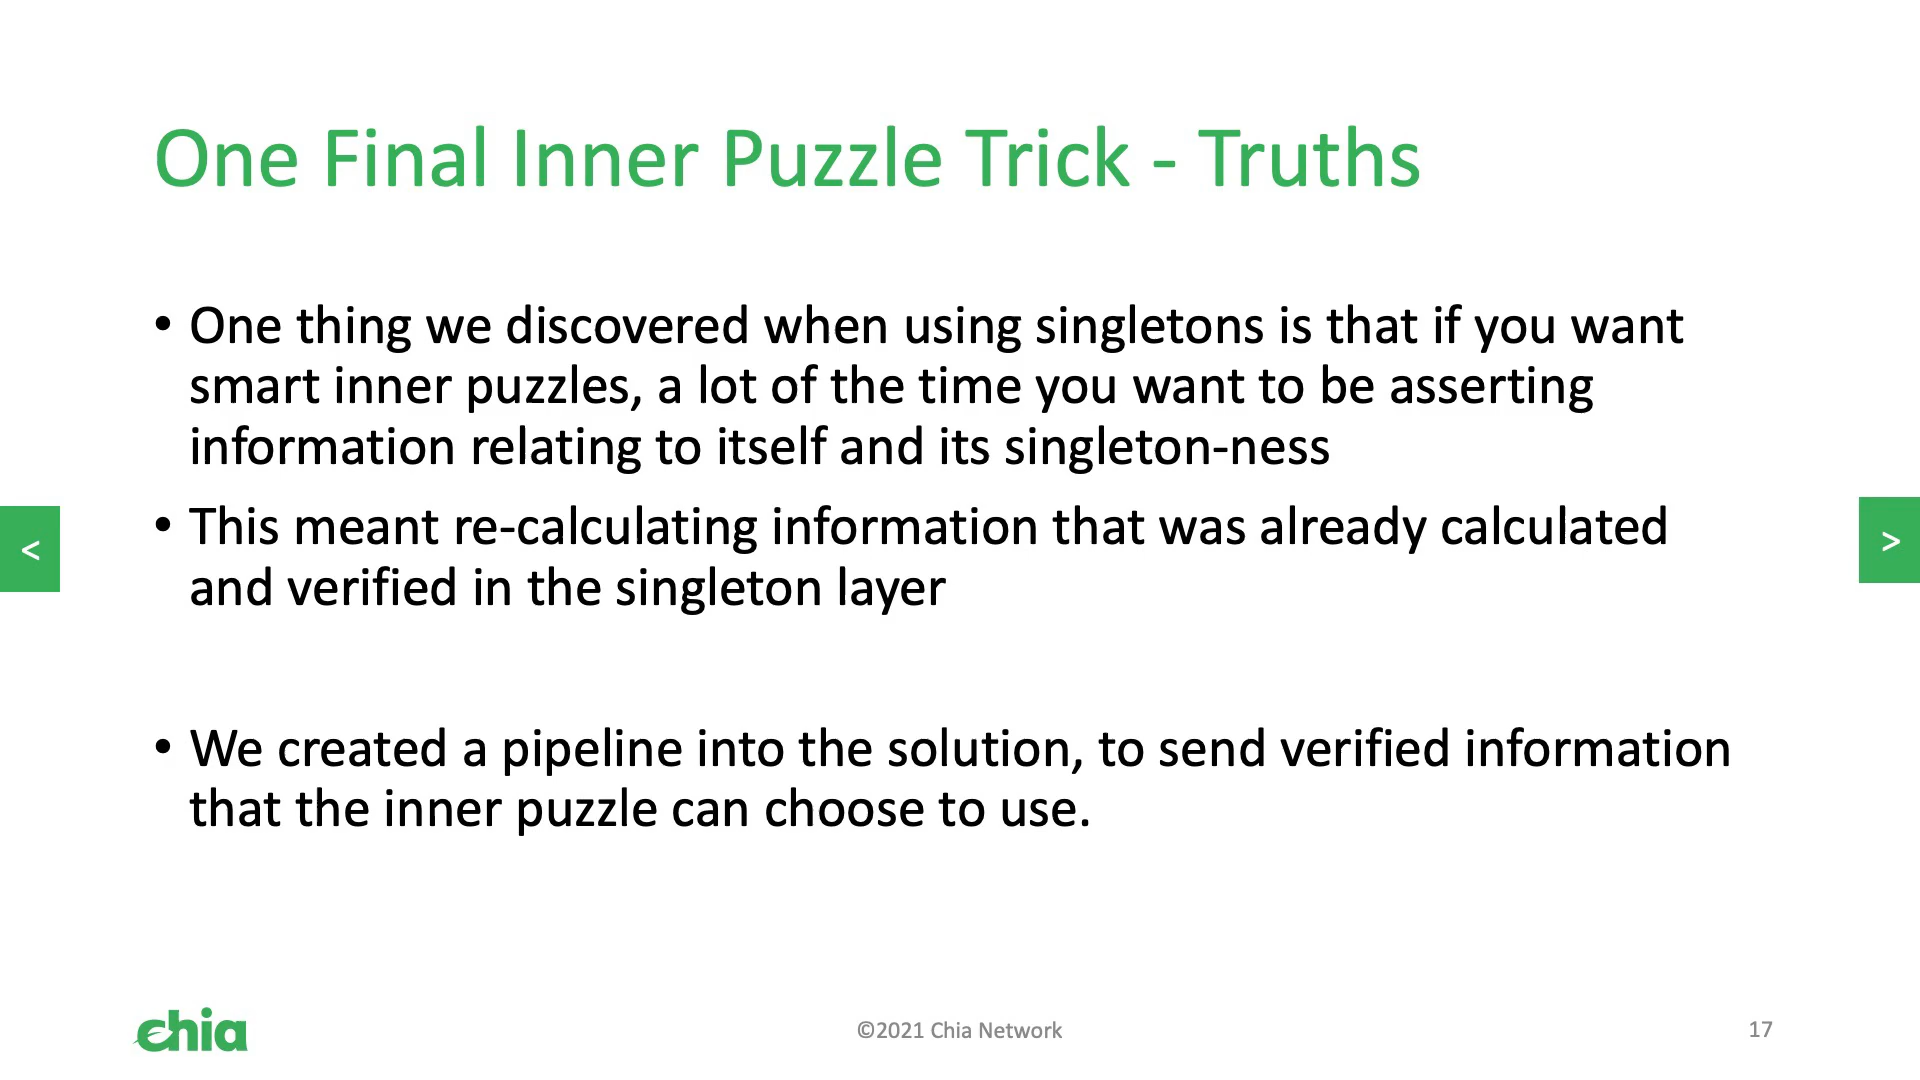 One Final Inner Puzzle Trick - Truths
• One thing we discovered when using singletons is that if you want
smart inner puzzles, a lot of the time you want to be asserting
information relating to itself and its singleton-ness
• This meant re-calculating information that was already calculated
and verified in the singleton layer
<
>
• We created a pipeline into the solution, to send verified information
that the inner puzzle can choose to use.
chia
©2021 Chia Network
17